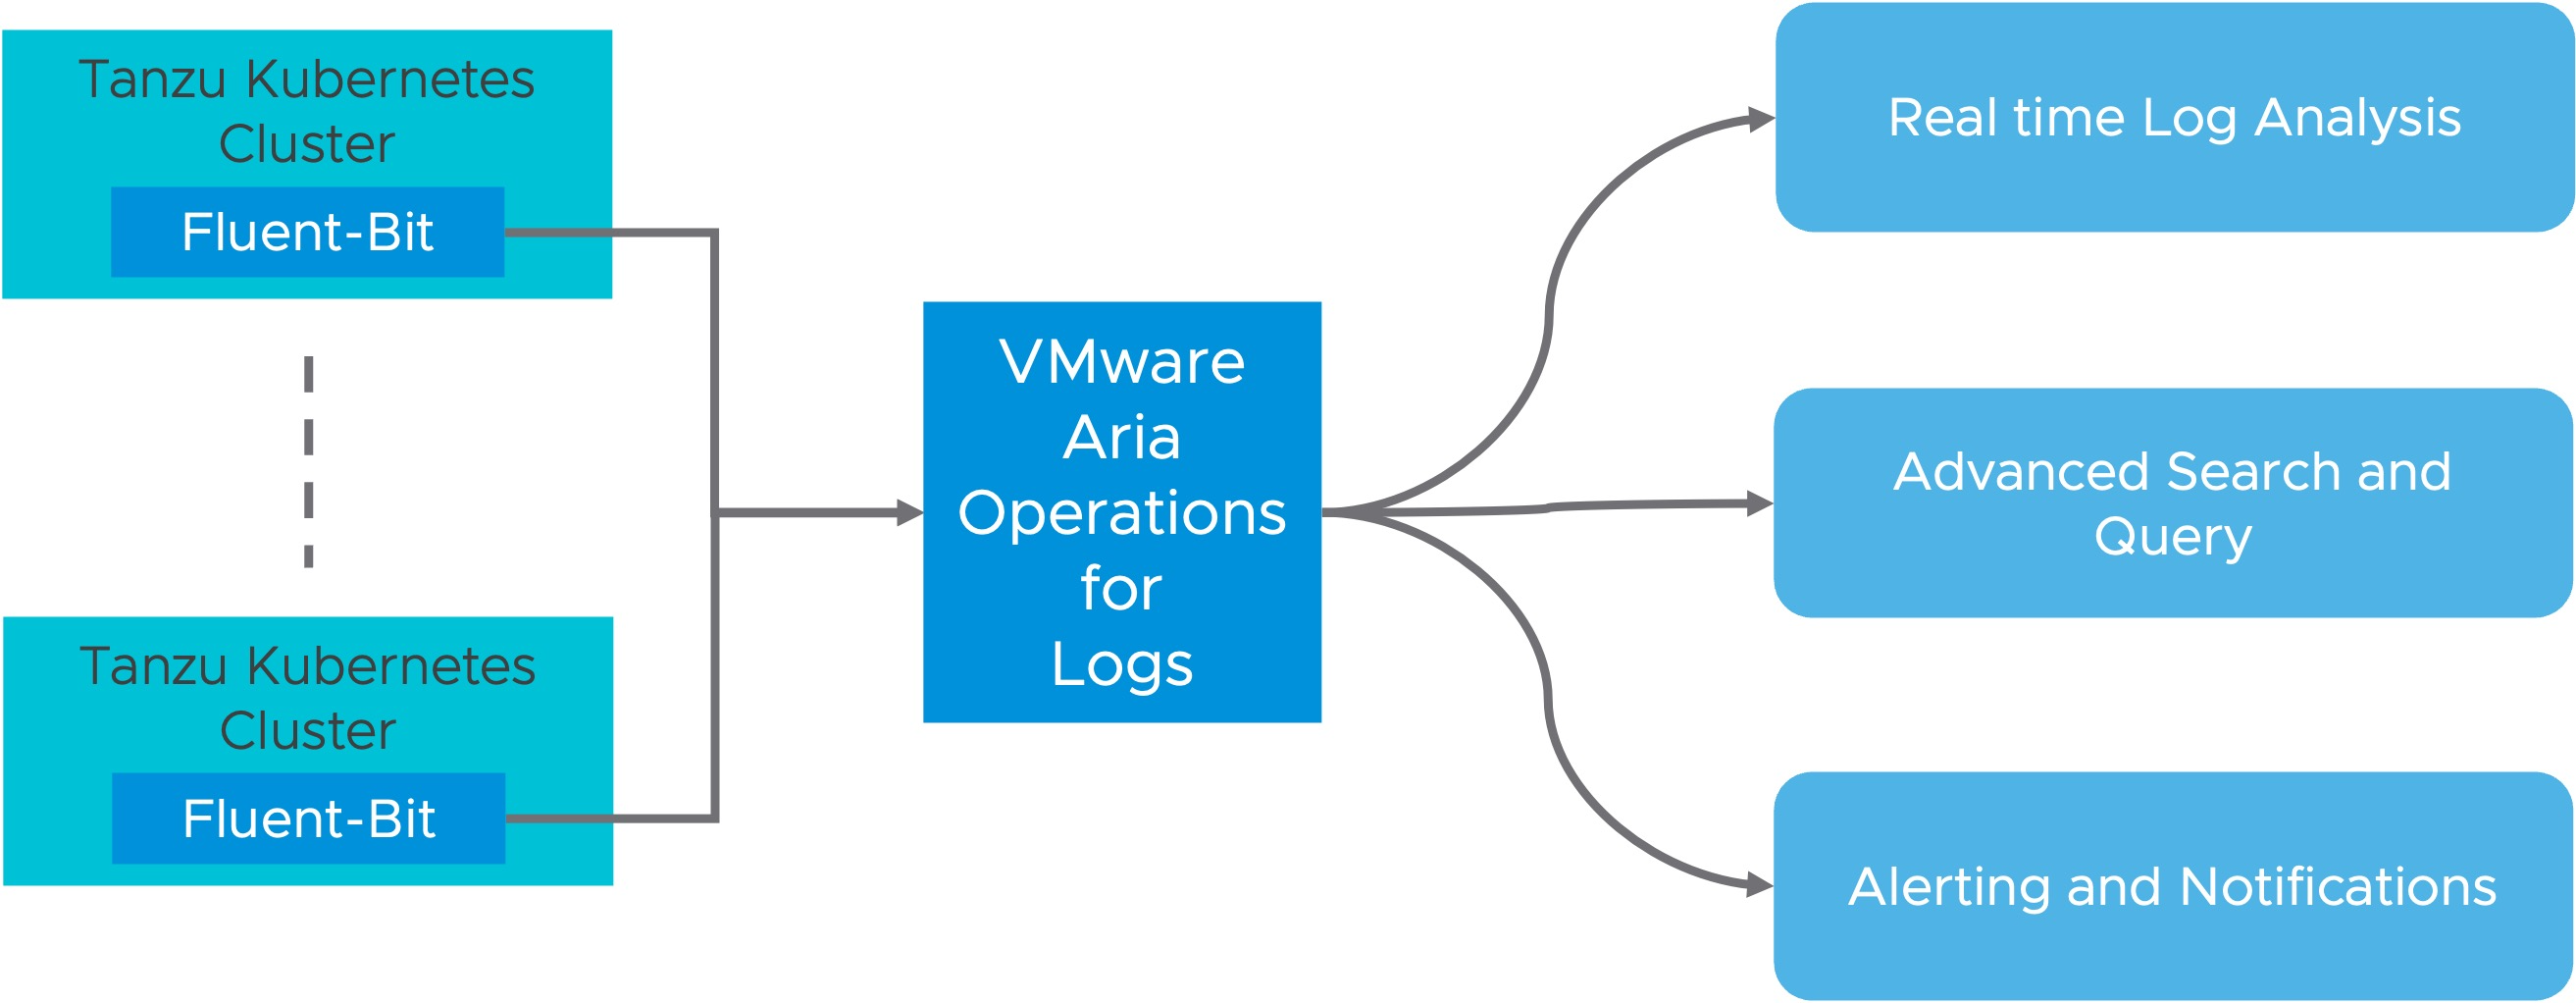 Tanzu Kubernetes
Cluster
Fluent-Bit
Tanzu Kubernetes
Cluster
Fluent-Bit
VMware
Aria
Operations
for
Logs
Real time Log Analysis
Advanced Search and
Query
Alerting and Notifications